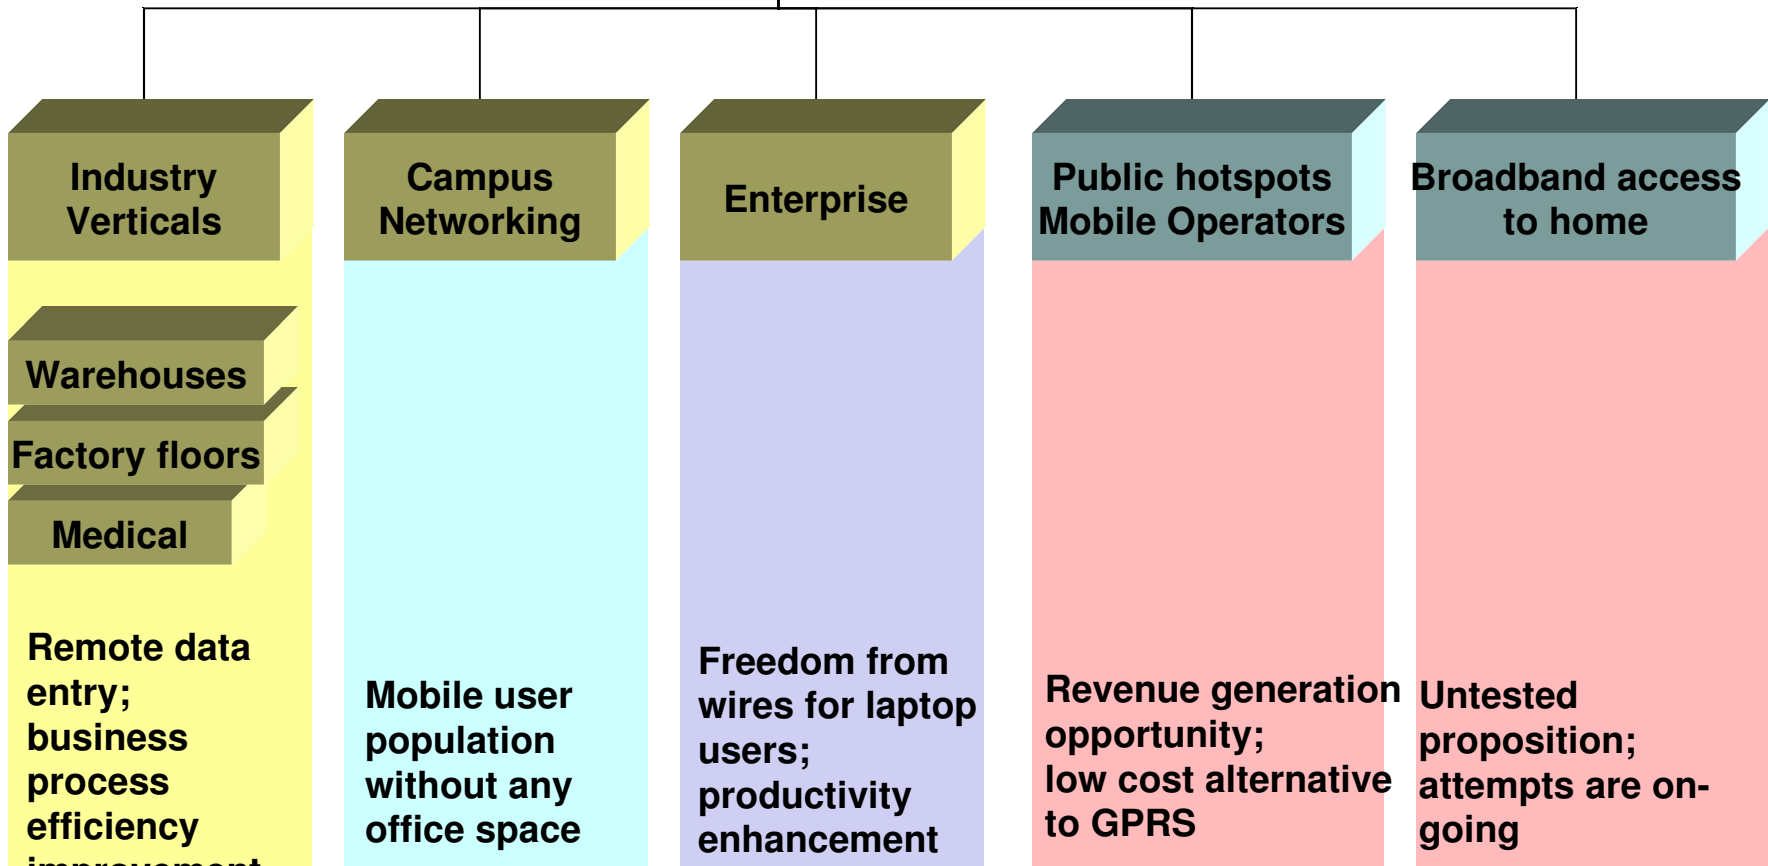 Industry
Verticals
Campus
Networking
Enterprise
Public hotspots
Mobile Operators
Broadband access
to home
Warehouses
Factory floors
Medical
Remote data
entry;
business
process
efficiency
improvement
Mobile user
population
without any
office space
Freedom from
wires for laptop
users;
productivity
enhancement
Revenue generation
opportunity;
low cost alternative
to GPRS
Untested
proposition;
attempts are on-
going